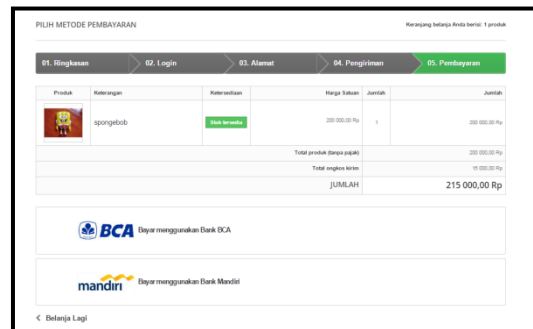 PILIH METODE PEMBAYARAN
Keranjang belanja Anda berisi: 1 produk
01. Ringkasan 02. Login 03. Alamat 04. Pengiriman 05. Pembayaran
Produk Keterangan Ketersediaan Harga Satuan Jumlah Jumlah
spongebob Stok tersedia 200 000,00 Rp 1 200 000,00 Rp
Total produk (tanpa pajak) 200 000,00 Rp
Total ongkos kirim 15 000,00 Rp
JUMLAH 215 000,00 Rp
BCA Bayar menggunakan Bank BCA
mandırı Bayar menggunakan Bank Mandiri
< Belanja Lagi